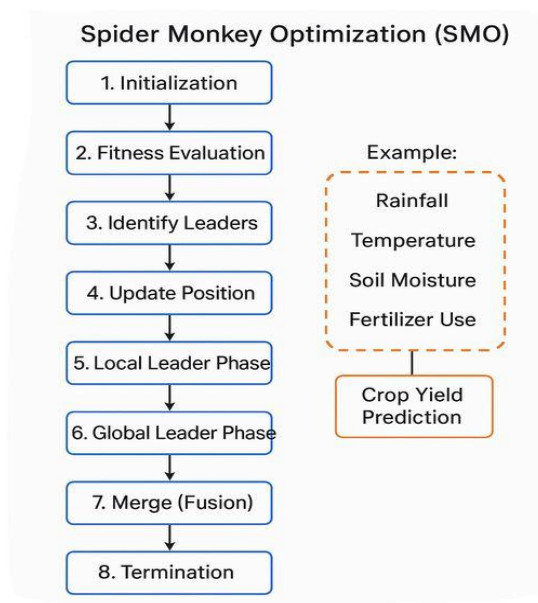 Spider Monkey Optimization (SMO)
1. Initialization
2. Fitness Evaluation
3. Identify Leaders
4. Update Position
5. Local Leader Phase
6. Global Leader Phase
7. Merge (Fusion)
8. Termination
Example:
Rainfall
Temperature
Soil Moisture
Fertilizer Use
Crop Yield
Prediction